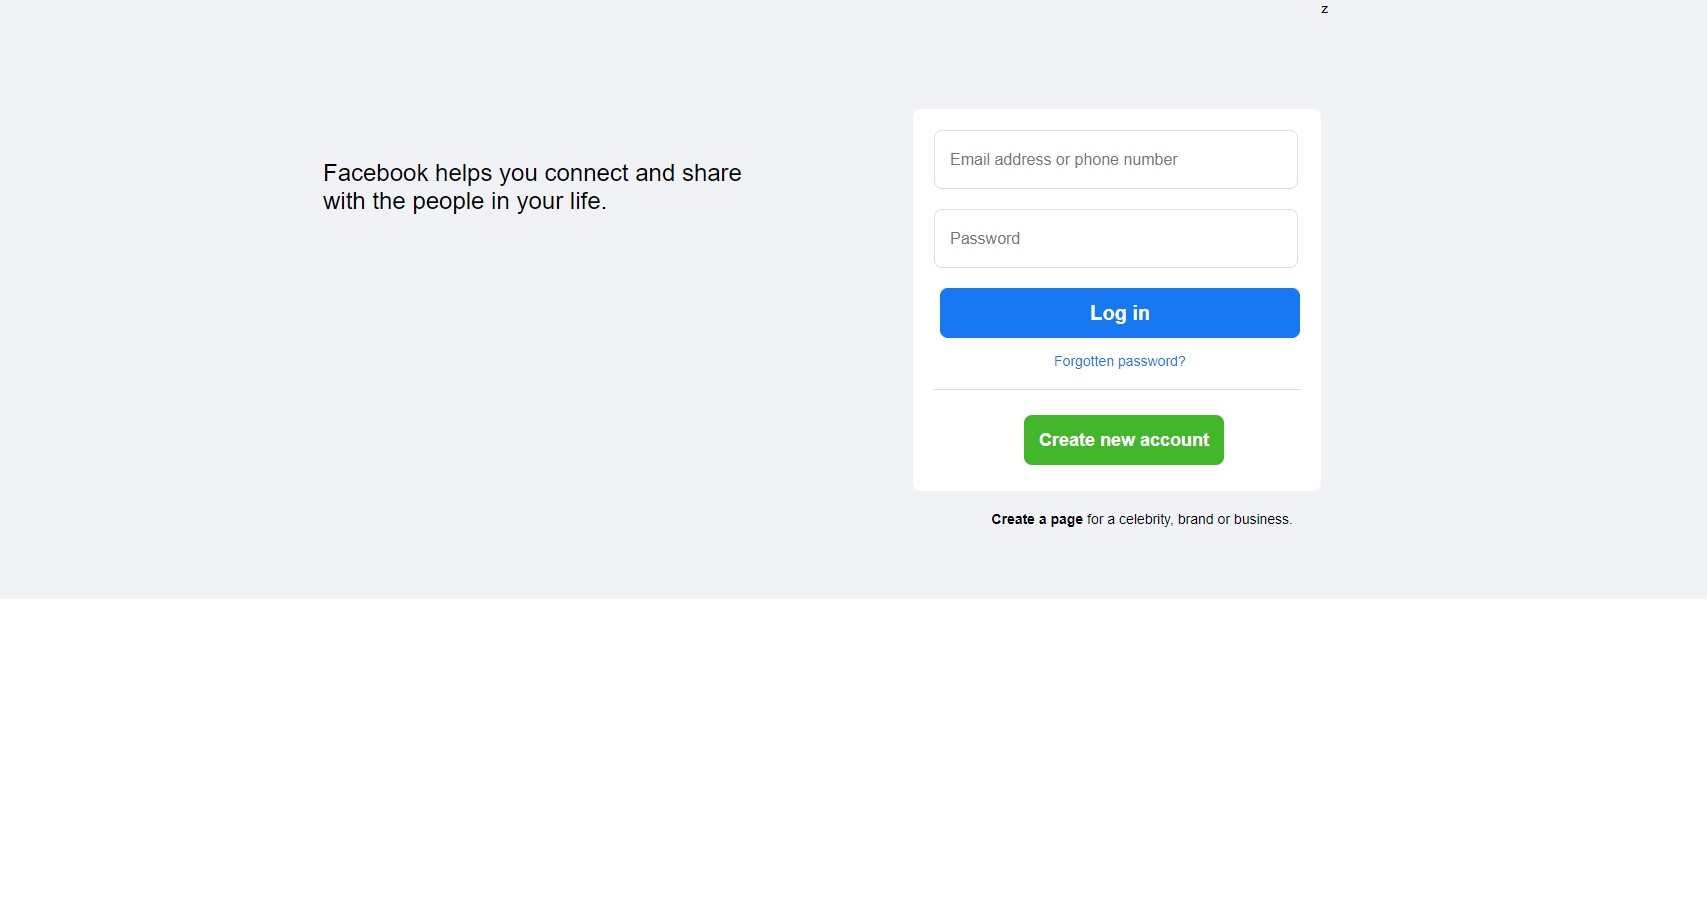 z
Facebook helps you connect and share
with the people in your life.
Email address or phone number
Password
Log in
Forgotten password?
Create new account
Create a page for a celebrity, brand or business.